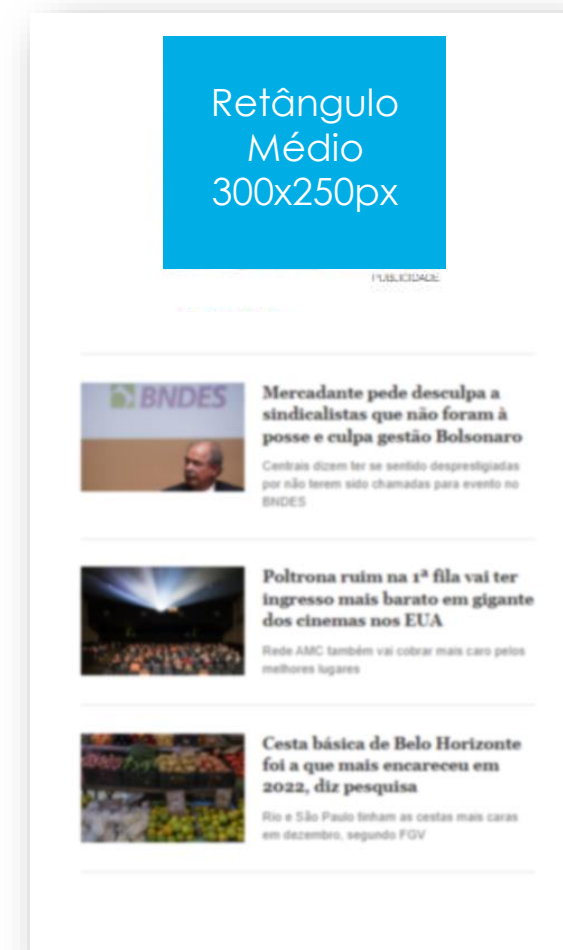 Retângulo
Médio
300x250px
PUBLICIDADE
BNDES
Mercadante pede desculpa a
sindicalistas que não foram à
posse e culpa gestão Bolsonaro
Centrais dizem ter se sentido desprestigiadas
por não terem sido chamadas para evento no
BNDES
Poltrona ruim na 1ª fila vai ter
ingresso mais barato em gigante
dos cinemas nos EUA
Rede AMC também vai cobrar mais caro pelos
melhores lugares
Cesta básica de Belo Horizonte
foi a que mais encareceu em
2022, diz pesquisa
Rio e São Paulo tinham as cestas mais caras
em dezembro, segundo FGV